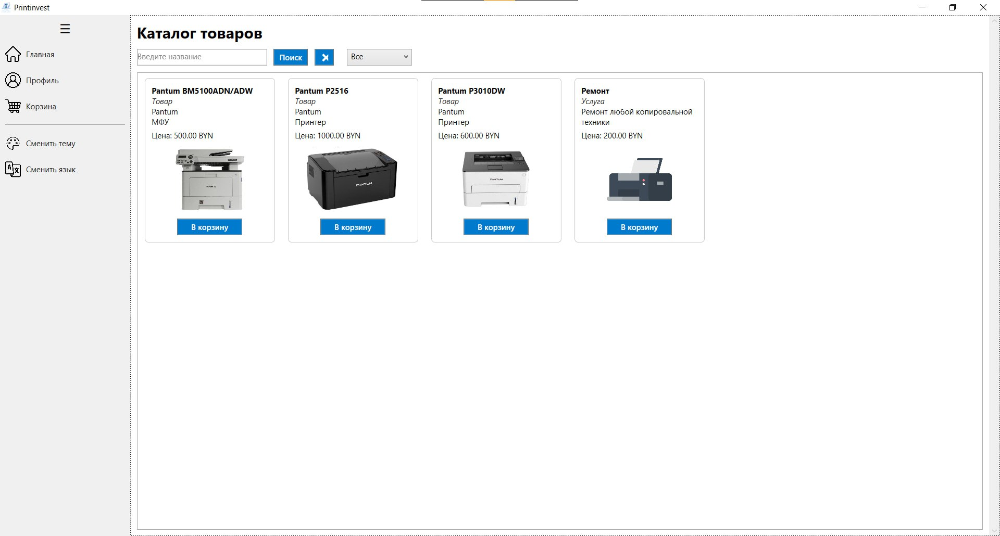 Printinvest
Главная
Профиль
Корзина
Сменить тему
Сменить язык
Каталог товаров
Введите название
Поиск
Все
Pantum BM5100ADN/ADW
Товар
Pantum
МФУ
Цена: 500.00 BYN
PANTUM
В корзину
Pantum P2516
Товар
Pantum
Принтер
Цена: 1000.00 BYN
PANTUM
В корзину
Pantum P3010DW
Товар
Pantum
Принтер
Цена: 600.00 BYN
PANTUM
В корзину
Ремонт
Услуга
Ремонт любой копировальной
техники
Цена: 200.00 BYN
В корзину